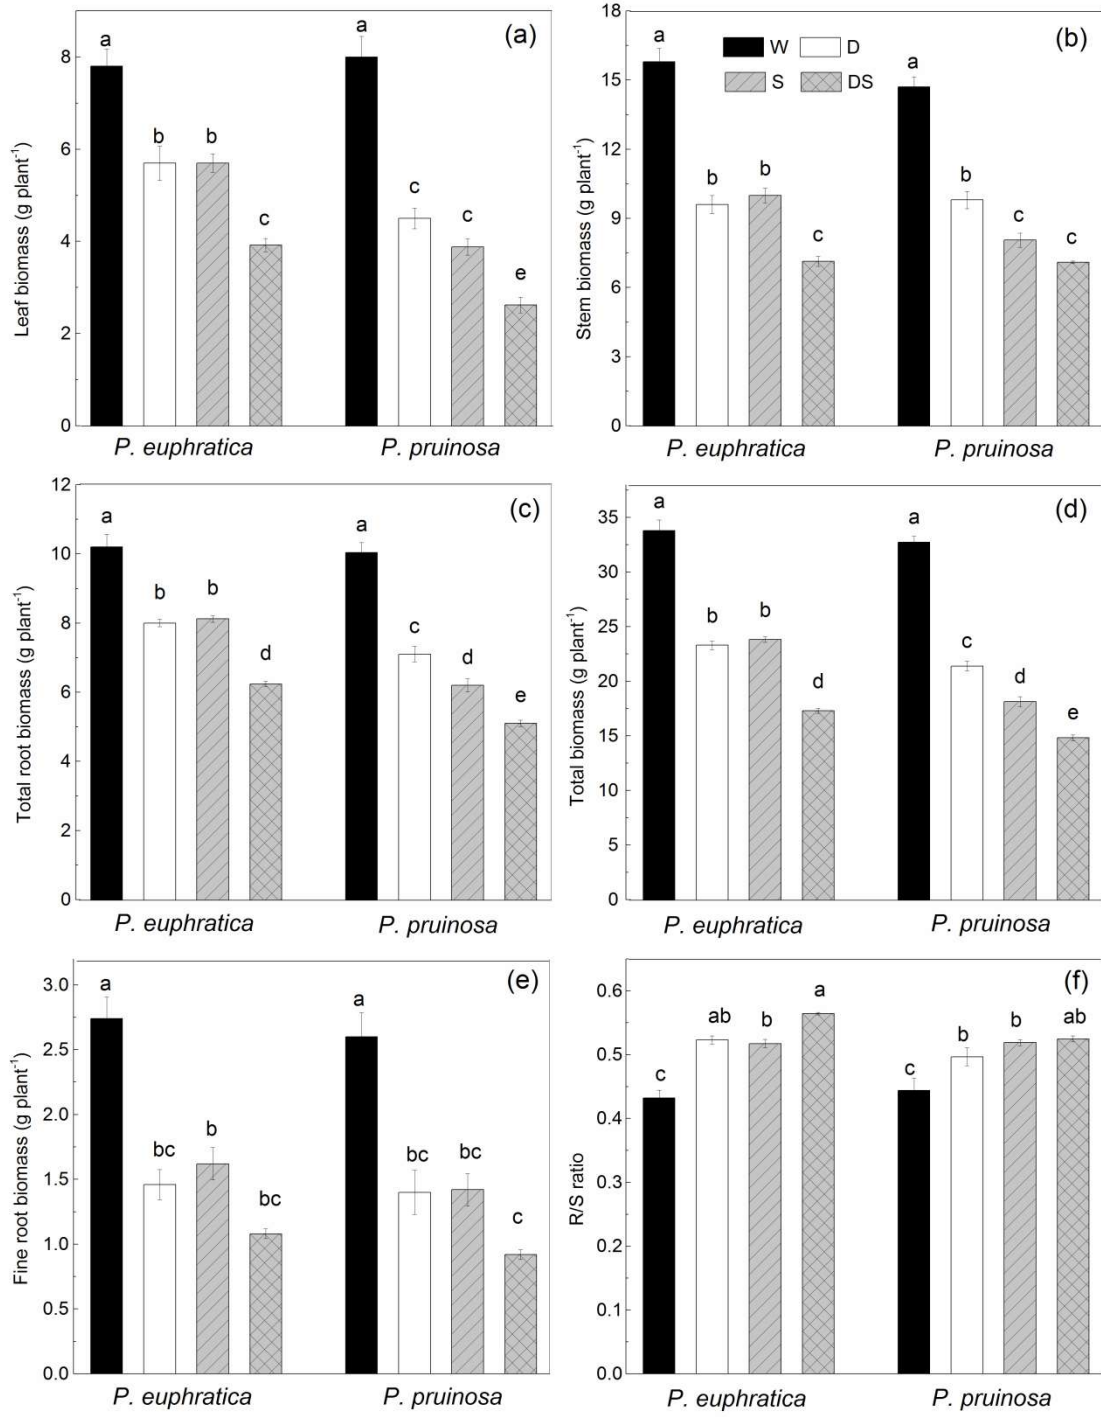 (a)
a
a
b
b
c
c
c
e
8
6
4
2
0
Leaf biomass (g plant⁻¹)
P. euphratica
P. pruinosa
(b)
W
D
S
DS
a
a
b
b
c
b
c
c
18
15
12
9
6
3
0
Stem biomass (g plant⁻¹)
P. euphratica
P. pruinosa
(c)
a
a
b
b
d
c
d
e
12
10
8
6
4
2
0
Total root biomass (g plant⁻¹)
P. euphratica
P. pruinosa
(d)
a
a
b
b
d
c
d
e
35
30
25
20
15
10
5
0
Total biomass (g plant⁻¹)
P. euphratica
P. pruinosa
(e)
a
a
bc
b
bc
bc
bc
c
3.0
2.5
2.0
1.5
1.0
0.5
0.0
Fine root biomass (g plant⁻¹)
P. euphratica
P. pruinosa
(f)
c
ab
b
a
c
b
b
ab
0.6
0.5
0.4
0.3
0.2
0.1
0.0
R/S ratio
P. euphratica
P. pruinosa